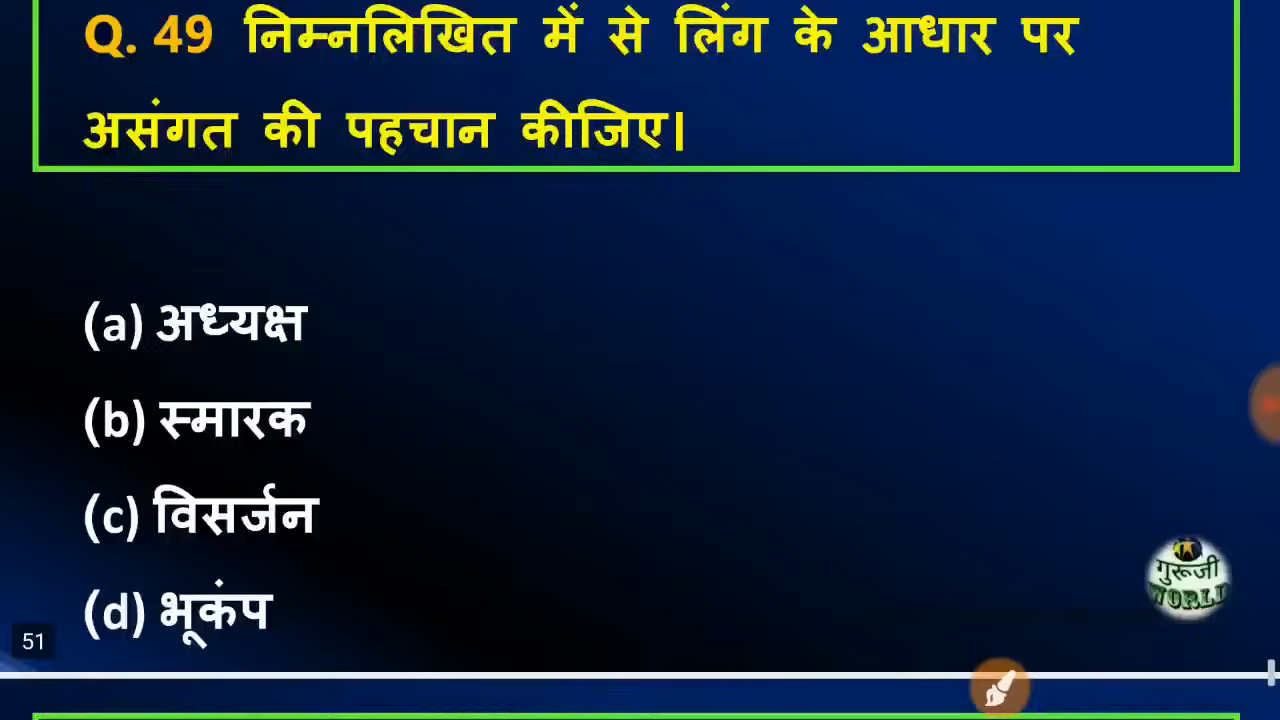 Q. 49 निम्नलिखित में से लिंग के आधार पर
असंगत की पहचान कीजिए।
(a) अध्यक्ष
(b) स्मारक
(c) विसर्जन
(d) भूकंप
51
गुरूजी
WORLD